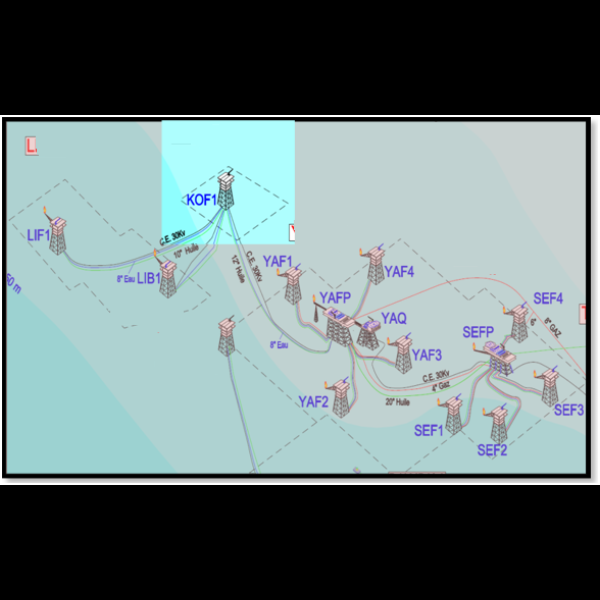 L
KOF1
LIF1
C.E. 30Kv
10" Huile
8" Eau
LIB1
C.E. 30Kv
12" Huile
YAF1
YAF4
50 m
YAFP
YAQ
SEF4
SEFP
6"
8" GAZ
8" Eau
YAF3
C.E. 30Kv
4" Gaz
20" Huile
YAF2
SEF1
SEF3
SEF2